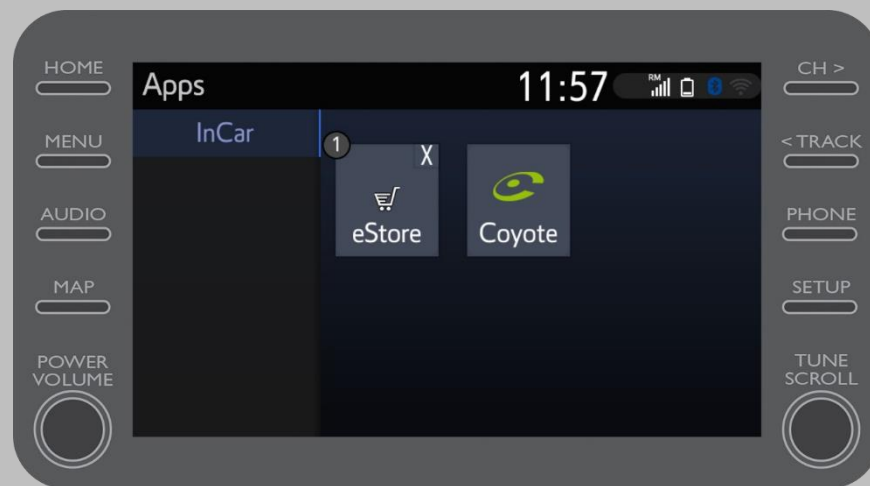 HOME
MENU
AUDIO
MAP
POWER
VOLUME
Apps
11:57
RM
InCar
1
X
eStore
Coyote
CH >
< TRACK
PHONE
SETUP
TUNE
SCROLL